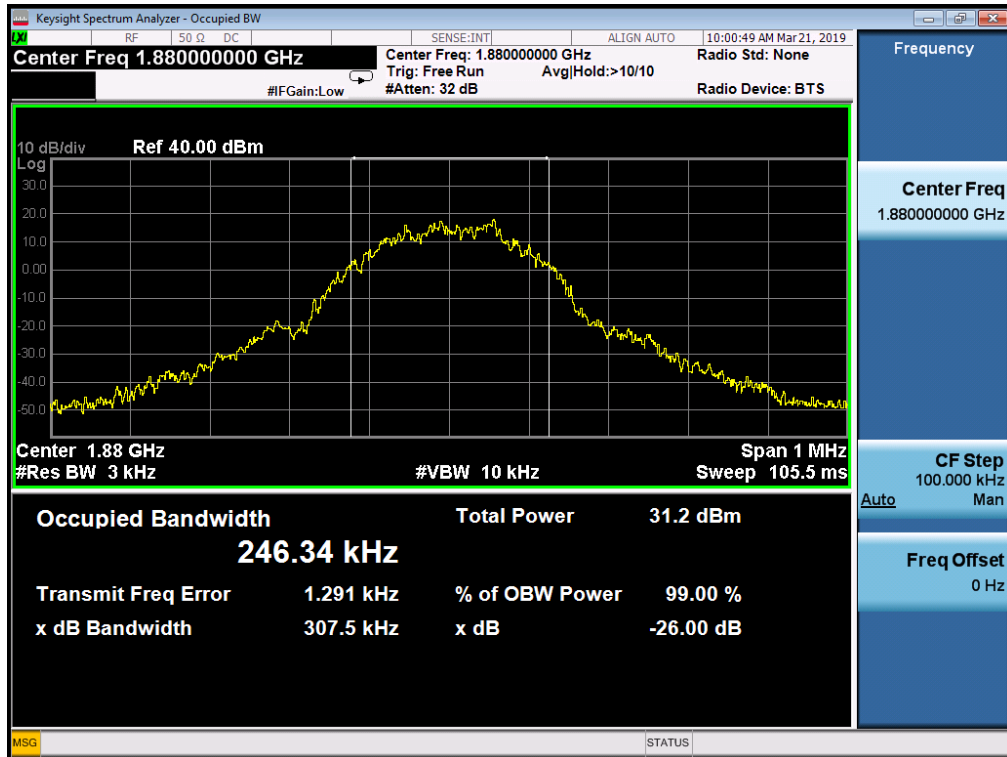 Keysight Spectrum Analyzer - Occupied BW
LXI RF 50 Ω DC SENSE:INT ALIGN AUTO 10:00:49 AM Mar 21, 2019
Center Freq 1.880000000 GHz
Center Freq: 1.880000000 GHz
Radio Std: None
Trig: Free Run Avg|Hold:>10/10
#IFGain:Low
#Atten: 32 dB
Radio Device: BTS
10 dB/div Ref 40.00 dBm
Log
30.0
20.0
10.0
0.00
-10.0
-20.0
-30.0
-40.0
-50.0
Center 1.88 GHz Span 1 MHz
#Res BW 3 kHz #VBW 10 kHz Sweep 105.5 ms
Occupied Bandwidth Total Power 31.2 dBm
246.34 kHz
Transmit Freq Error 1.291 kHz % of OBW Power 99.00 %
x dB Bandwidth 307.5 kHz x dB -26.00 dB
MSG STATUS
Frequency
Center Freq
1.880000000 GHz
CF Step
100.000 kHz
Auto Man
Freq Offset
0 Hz